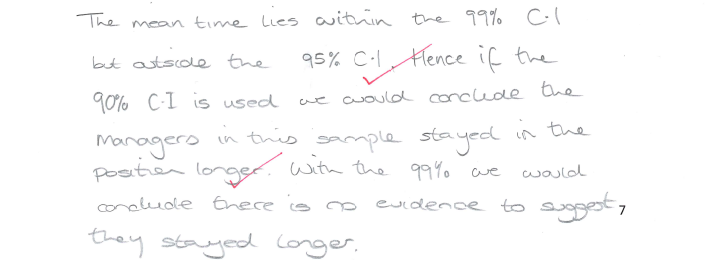 The mean time lies within the 99% C.I
but outside the 95% C.I. Hence if the
90% C.I is used we would conclude the
Managers in this sample stayed in the
position longer. With the 99% we would
conclude there is no evidence to suggest 7
they stayed longer.